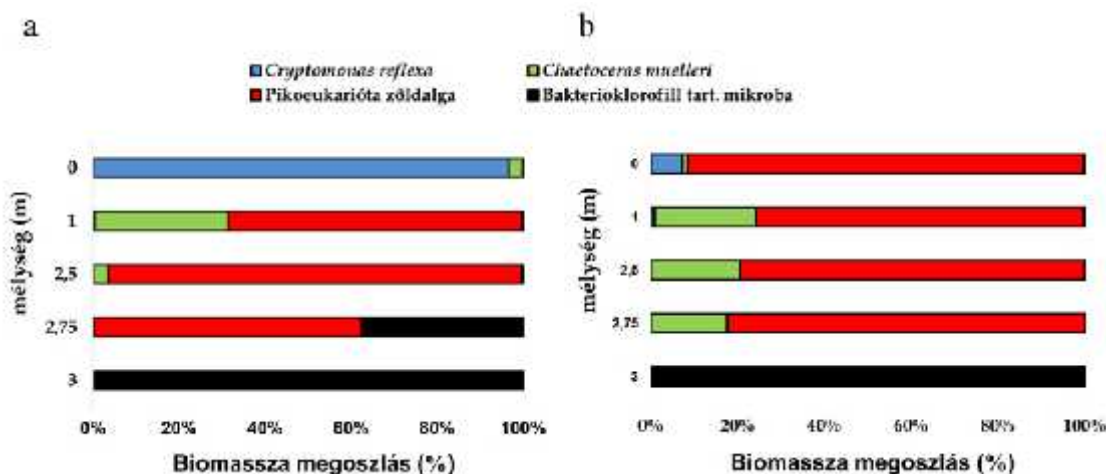 a
b
Cryptomonas reflexa
Chaetoceras muelleri
Pikoeukarióta zöldalga
Bakterioklorofill tart. mikroba
mélység (m)
0
1
2,5
2,75
3
0% 20% 40% 60% 80% 100%
Biomassza megoszlás (%)
mélység (m)
0
1
2,5
2,75
3
0% 20% 40% 60% 80% 100%
Biomassza megoszlás (%)